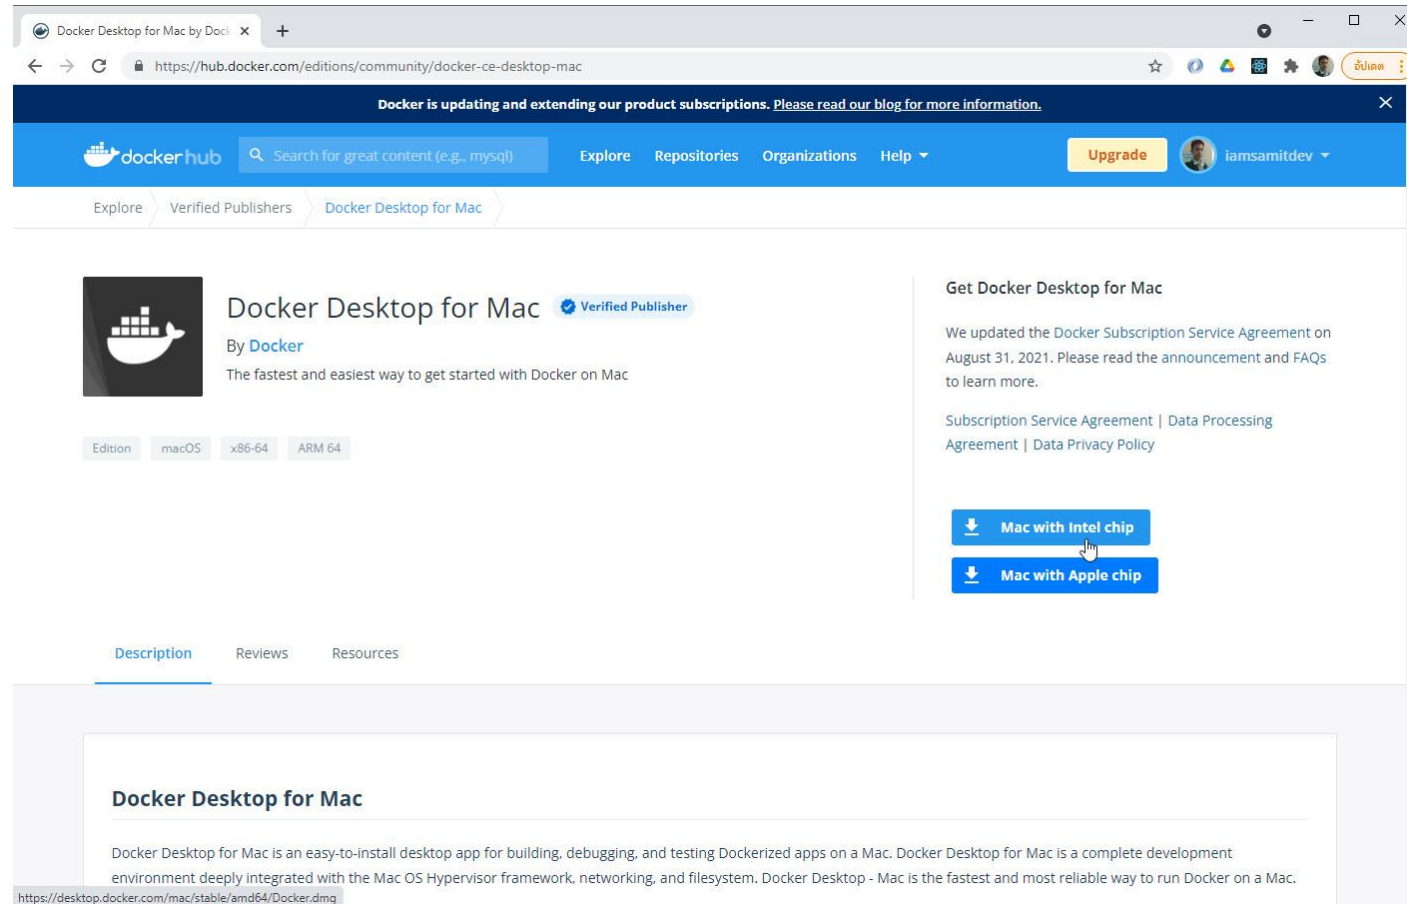 Docker Desktop for Mac by Dock
https://hub.docker.com/editions/community/docker-ce-desktop-mac
อัปเดต
Docker is updating and extending our product subscriptions. Please read our blog for more information.
dockerhub
Search for great content (e.g., mysql)
Explore
Repositories
Organizations
Help
Upgrade
iamsamitdev
Explore
Verified Publishers
Docker Desktop for Mac
Docker Desktop for Mac
Verified Publisher
By Docker
The fastest and easiest way to get started with Docker on Mac
Edition
macOS
x86-64
ARM 64
Get Docker Desktop for Mac
We updated the Docker Subscription Service Agreement on
August 31, 2021. Please read the announcement and FAQs
to learn more.
Subscription Service Agreement | Data Processing
Agreement | Data Privacy Policy
Mac with Intel chip
Mac with Apple chip
Description
Reviews
Resources
Docker Desktop for Mac
Docker Desktop for Mac is an easy-to-install desktop app for building, debugging, and testing Dockerized apps on a Mac. Docker Desktop for Mac is a complete development
environment deeply integrated with the Mac OS Hypervisor framework, networking, and filesystem. Docker Desktop - Mac is the fastest and most reliable way to run Docker on a Mac.
https://desktop.docker.com/mac/stable/amd64/Docker.dmg